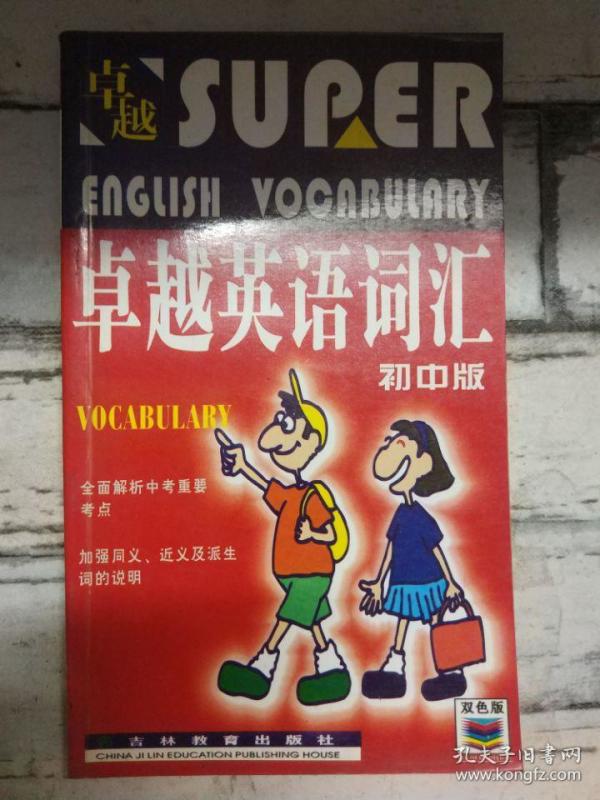 卓越
SUPER
ENGLISH VOCABULARY
卓越英语词汇
初中版
VOCABULARY
全面解析中考重要
考点
加强同义、近义及派生
词的说明
双色版
吉林教育出版社
CHINA JI LIN EDUCATION PUBLISHING HOUSE
孔夫子旧书网
www.kongfz.com